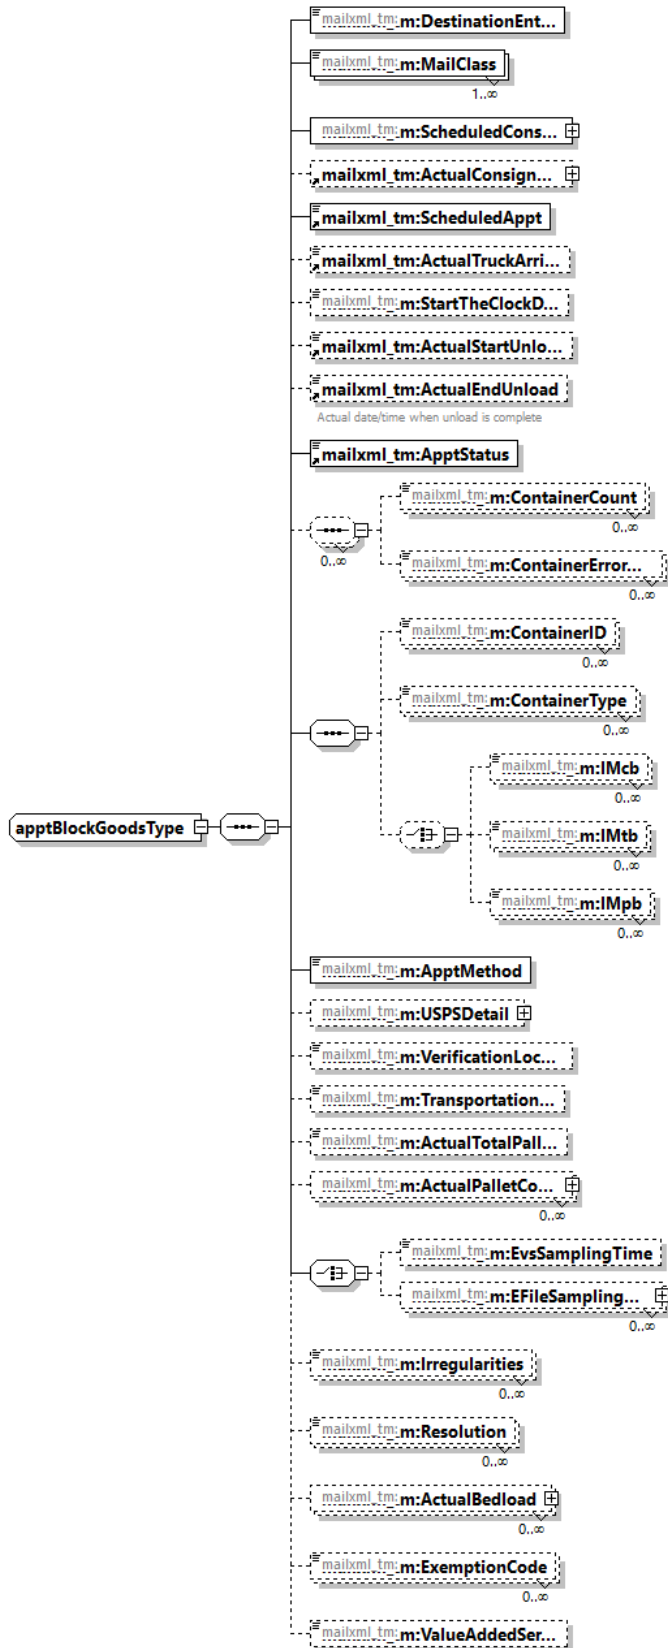 mailxml_tm:m:DestinationEnt...
mailxml_tm:m:MailClass
1..∞
mailxml_tm:m:ScheduledCons...
mailxml_tm:ActualConsign...
mailxml_tm:ScheduledAppt
mailxml_tm:ActualTruckArri...
mailxml_tm:m:StartTheClockD...
mailxml_tm:ActualStartUnlo...
mailxml_tm:ActualEndUnload
Actual date/time when unload is complete
mailxml_tm:ApptStatus
mailxml_tm:m:ContainerCount
0..∞
0..∞
mailxml_tm:m:ContainerError...
0..∞
mailxml_tm:m:ContainerID
0..∞
mailxml_tm:m:ContainerType
0..∞
mailxml_tm:m:IMcb
0..∞
apptBlockGoodsType
mailxml_tm:m:IMtb
0..∞
mailxml_tm:m:IMpb
0..∞
mailxml_tm:m:ApptMethod
mailxml_tm:m:USPSDetail
mailxml_tm:m:VerificationLoc...
mailxml_tm:m:Transportation...
mailxml_tm:m:ActualTotalPall...
mailxml_tm:m:ActualPalletCo...
0..∞
mailxml_tm:m:EvsSamplingTime
mailxml_tm:m:EFileSampling...
0..∞
mailxml_tm:m:Irregularities
0..∞
mailxml_tm:m:Resolution
0..∞
mailxml_tm:m:ActualBedload
0..∞
mailxml_tm:m:ExemptionCode
0..∞
mailxml_tm:m:ValueAddedSer...